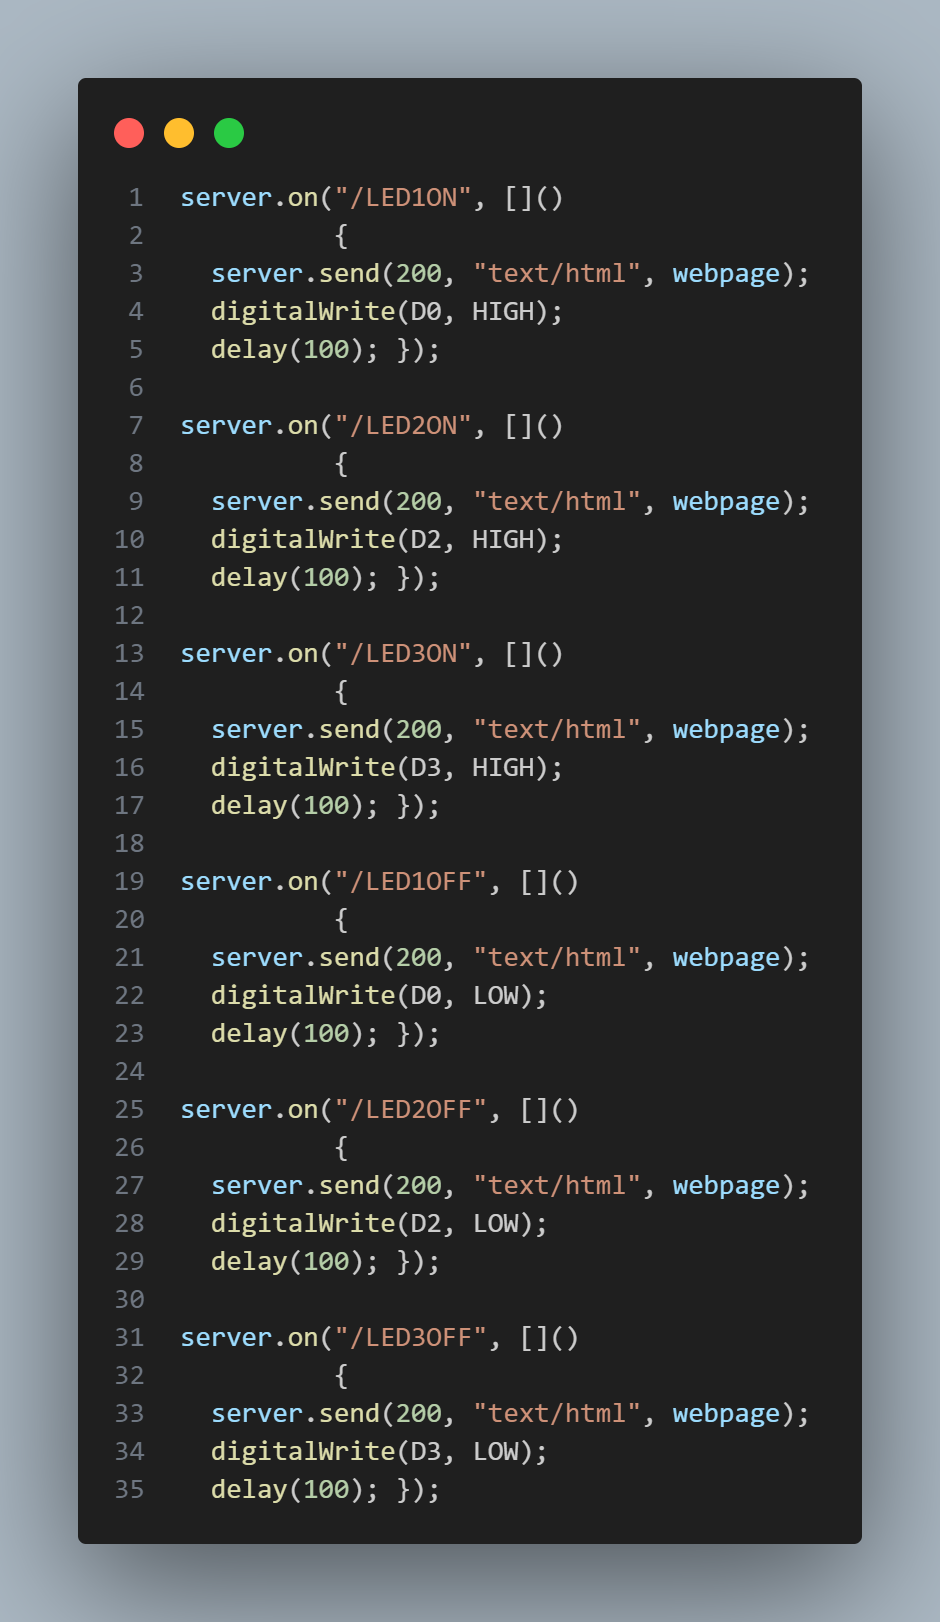 1 server.on("/LED1ON", []()
2           {
3   server.send(200, "text/html", webpage);
4   digitalWrite(D0, HIGH);
5   delay(100); });
6
7 server.on("/LED2ON", []()
8           {
9   server.send(200, "text/html", webpage);
10   digitalWrite(D2, HIGH);
11   delay(100); });
12
13 server.on("/LED3ON", []()
14           {
15   server.send(200, "text/html", webpage);
16   digitalWrite(D3, HIGH);
17   delay(100); });
18
19 server.on("/LED1OFF", []()
20           {
21   server.send(200, "text/html", webpage);
22   digitalWrite(D0, LOW);
23   delay(100); });
24
25 server.on("/LED2OFF", []()
26           {
27   server.send(200, "text/html", webpage);
28   digitalWrite(D2, LOW);
29   delay(100); });
30
31 server.on("/LED3OFF", []()
32           {
33   server.send(200, "text/html", webpage);
34   digitalWrite(D3, LOW);
35   delay(100); });